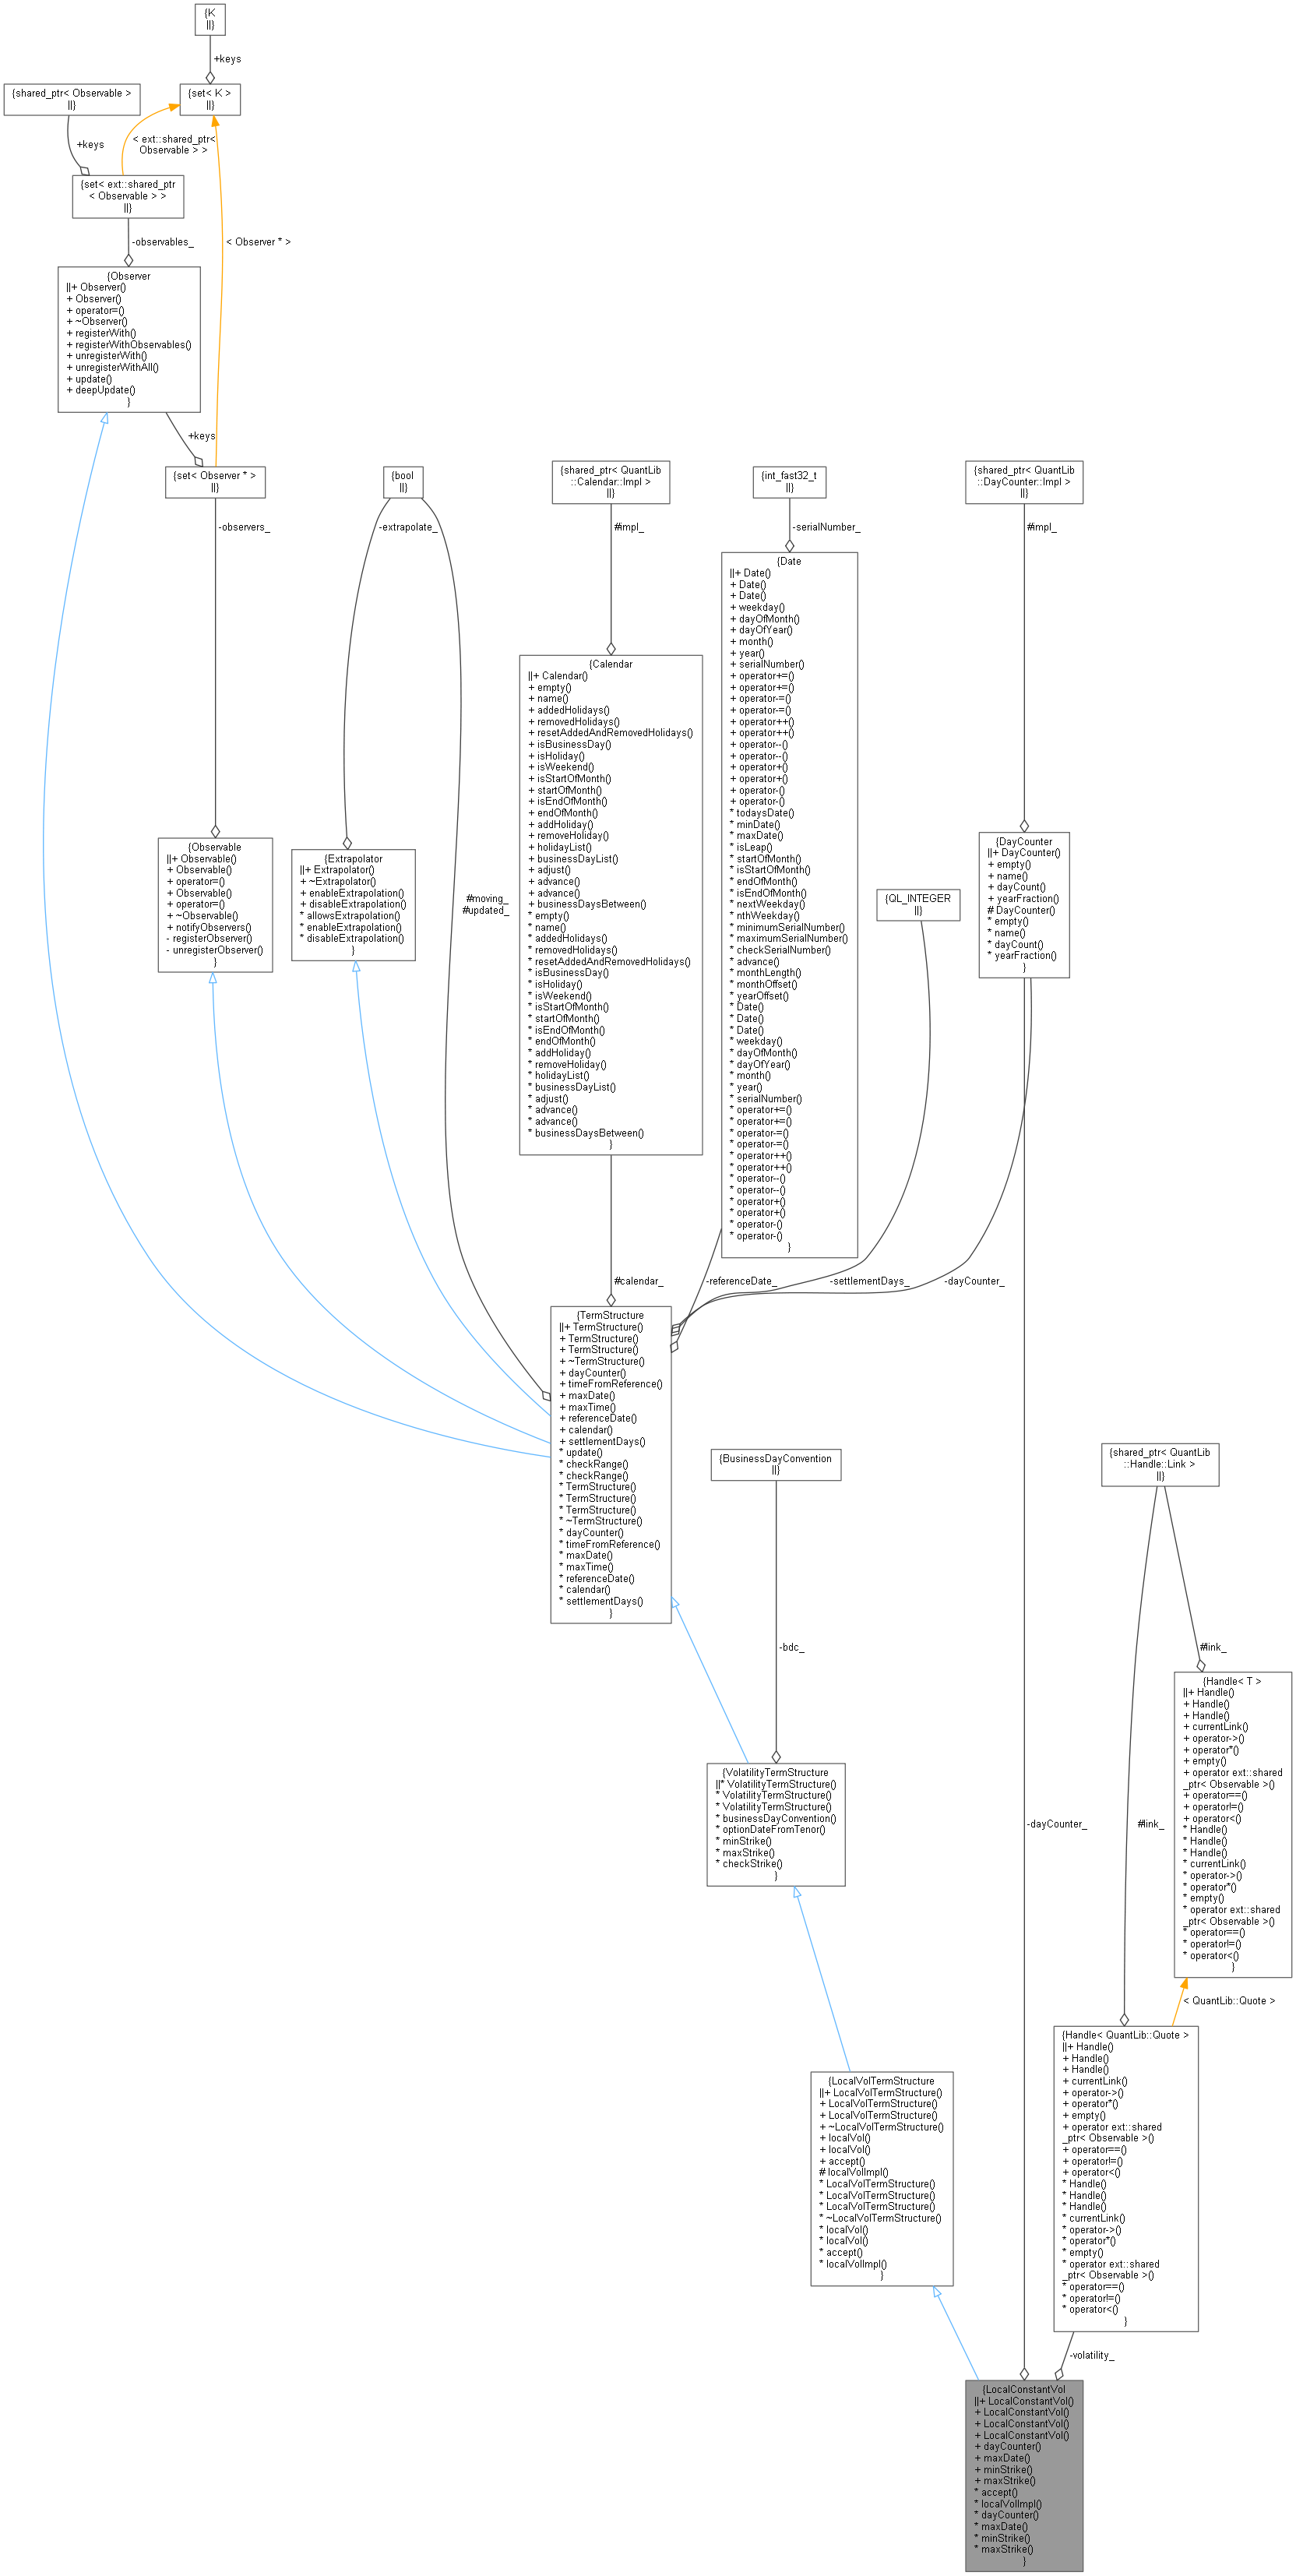 {K
||}
+keys
{shared_ptr< Observable >
||}
{set< K >
||}
+keys
< ext::shared_ptr<
Observable > >
{set< ext::shared_ptr
< Observable > >
||}
-observables_
< Observer * >
{Observer
||+ Observer()
+ Observer()
+ operator=()
+ ~Observer()
+ registerWith()
+ registerWithObservables()
+ unregisterWith()
+ unregisterWithAll()
+ update()
+ deepUpdate()
}
+keys
{set< Observer * >
||}
{bool
||}
{shared_ptr< QuantLib
::Calendar::Impl >
||}
{int_fast32_t
||}
{shared_ptr< QuantLib
::DayCounter::Impl >
||}
-observers_
-extrapolate_
#impl_
-serialNumber_
#impl_
{Date
||+ Date()
+ Date()
+ Date()
+ weekday()
+ dayOfMonth()
+ dayOfYear()
+ month()
+ year()
+ serialNumber()
+ operator+=()
+ operator+=()
+ operator-=()
+ operator-=()
+ operator++()
+ operator++()
+ operator--()
+ operator--()
+ operator+()
+ operator+()
+ operator-()
+ operator-()
* todaysDate()
* minDate()
* maxDate()
* isLeap()
* startOfMonth()
* isStartOfMonth()
* endOfMonth()
* isEndOfMonth()
* nextWeekday()
* nthWeekday()
* minimumSerialNumber()
* maximumSerialNumber()
* checkSerialNumber()
* advance()
* monthLength()
* monthOffset()
* yearOffset()
* Date()
* Date()
* Date()
* weekday()
* dayOfMonth()
* dayOfYear()
* month()
* year()
* serialNumber()
* operator+=()
* operator+=()
* operator-=()
* operator-=()
* operator++()
* operator++()
* operator--()
* operator--()
* operator+()
* operator+()
* operator-()
* operator-()
}
{Calendar
||+ Calendar()
+ empty()
+ name()
+ addedHolidays()
+ removedHolidays()
+ resetAddedAndRemovedHolidays()
+ isBusinessDay()
+ isHoliday()
+ isWeekend()
+ isStartOfMonth()
+ startOfMonth()
+ isEndOfMonth()
+ endOfMonth()
+ addHoliday()
+ removeHoliday()
+ holidayList()
+ businessDayList()
+ adjust()
+ advance()
+ advance()
+ businessDaysBetween()
* empty()
* name()
* addedHolidays()
* removedHolidays()
* resetAddedAndRemovedHolidays()
* isBusinessDay()
* isHoliday()
* isWeekend()
* isStartOfMonth()
* startOfMonth()
* isEndOfMonth()
* endOfMonth()
* addHoliday()
* removeHoliday()
* holidayList()
* businessDayList()
* adjust()
* advance()
* advance()
* businessDaysBetween()
}
{Observable
||+ Observable()
+ Observable()
+ operator=()
+ Observable()
+ operator=()
+ ~Observable()
+ notifyObservers()
- registerObserver()
- unregisterObserver()
}
{Extrapolator
||+ Extrapolator()
+ ~Extrapolator()
+ enableExtrapolation()
+ disableExtrapolation()
* allowsExtrapolation()
* enableExtrapolation()
* disableExtrapolation()
}
#moving_
#updated_
{QL_INTEGER
||}
{DayCounter
||+ DayCounter()
+ empty()
+ name()
+ dayCount()
+ yearFraction()
# DayCounter()
* empty()
* name()
* dayCount()
* yearFraction()
}
#calendar_
-referenceDate_
-settlementDays_
-dayCounter_
{TermStructure
||+ TermStructure()
+ TermStructure()
+ TermStructure()
+ ~TermStructure()
+ dayCounter()
+ timeFromReference()
+ maxDate()
+ maxTime()
+ referenceDate()
+ calendar()
+ settlementDays()
* update()
* checkRange()
* checkRange()
* TermStructure()
* TermStructure()
* TermStructure()
* ~TermStructure()
* dayCounter()
* timeFromReference()
* maxDate()
* maxTime()
* referenceDate()
* calendar()
* settlementDays()
}
{BusinessDayConvention
||}
{shared_ptr< QuantLib
::Handle::Link >
||}
-bdc_
#link_
{Handle< T >
||+ Handle()
+ Handle()
+ Handle()
+ currentLink()
+ operator->()
+ operator*()
+ empty()
+ operator ext::shared
_ptr< Observable >()
+ operator==()
+ operator!=()
+ operator<()
* Handle()
* Handle()
* Handle()
* currentLink()
* operator->()
* operator*()
* empty()
* operator ext::shared
_ptr< Observable >()
* operator==()
* operator!=()
* operator<()
}
{VolatilityTermStructure
||* VolatilityTermStructure()
* VolatilityTermStructure()
* VolatilityTermStructure()
* businessDayConvention()
* optionDateFromTenor()
* minStrike()
* maxStrike()
* checkStrike()
}
-dayCounter_
#link_
< QuantLib::Quote >
{Handle< QuantLib::Quote >
||+ Handle()
+ Handle()
+ Handle()
+ currentLink()
+ operator->()
+ operator*()
+ empty()
+ operator ext::shared
_ptr< Observable >()
+ operator==()
+ operator!=()
+ operator<()
* Handle()
* Handle()
* Handle()
* currentLink()
* operator->()
* operator*()
* empty()
* operator ext::shared
_ptr< Observable >()
* operator==()
* operator!=()
* operator<()
}
{LocalVolTermStructure
||+ LocalVolTermStructure()
+ LocalVolTermStructure()
+ LocalVolTermStructure()
+ ~LocalVolTermStructure()
+ localVol()
+ localVol()
+ accept()
# localVolImpl()
* LocalVolTermStructure()
* LocalVolTermStructure()
* LocalVolTermStructure()
* ~LocalVolTermStructure()
* localVol()
* localVol()
* accept()
* localVolImpl()
}
-volatility_
{LocalConstantVol
||+ LocalConstantVol()
+ LocalConstantVol()
+ LocalConstantVol()
+ LocalConstantVol()
+ dayCounter()
+ maxDate()
+ minStrike()
+ maxStrike()
* accept()
* localVolImpl()
* dayCounter()
* maxDate()
* minStrike()
* maxStrike()
}